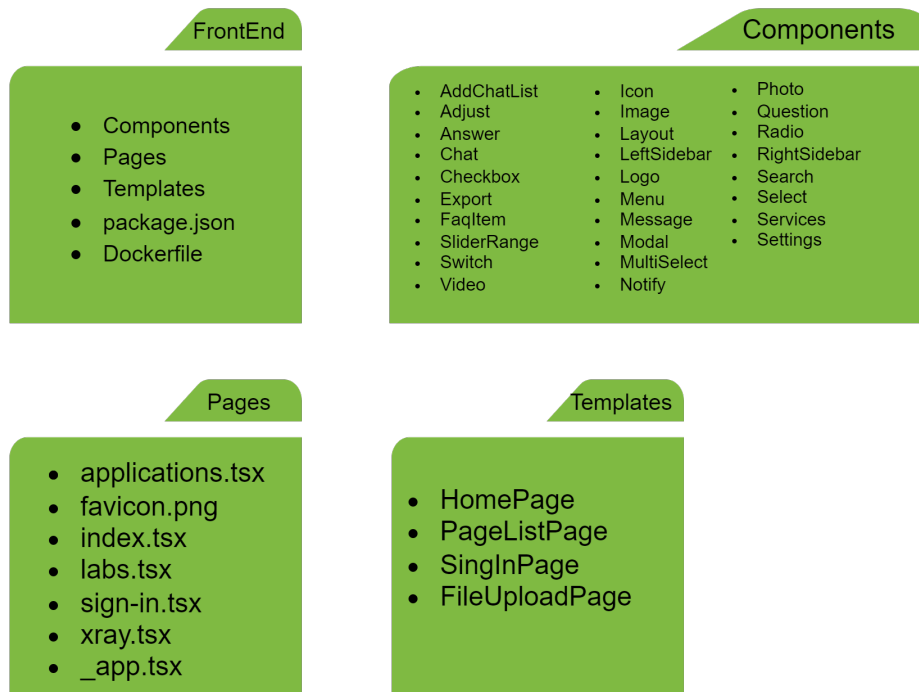 FrontEnd
• Components
• Pages
• Templates
• package.json
• Dockerfile
Components
• AddChatList
• Adjust
• Answer
• Chat
• Checkbox
• Export
• FaqItem
• SliderRange
• Switch
• Video
• Icon
• Image
• Layout
• LeftSidebar
• Logo
• Menu
• Message
• Modal
• MultiSelect
• Notify
• Photo
• Question
• Radio
• RightSidebar
• Search
• Select
• Services
• Settings
Pages
• applications.tsx
• favicon.png
• index.tsx
• labs.tsx
• sign-in.tsx
• xray.tsx
• _app.tsx
Templates
• HomePage
• PageListPage
• SingInPage
• FileUploadPage